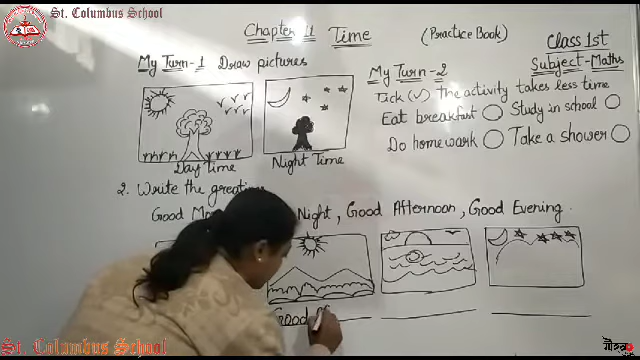 St. Columbus School
Chapter 11 Time
(Practice Book)
Class 1st
Subject-Maths
My Turn-1 Draw pictures
Day Time
Night Time
My Turn-2
Tick (✓) the activity takes less time
Eat breakfast
Study in school
Do homework
Take a shower
2. Write the
Good
Night, Good Afternoon, Good Evening.
Good
St. Columbus School